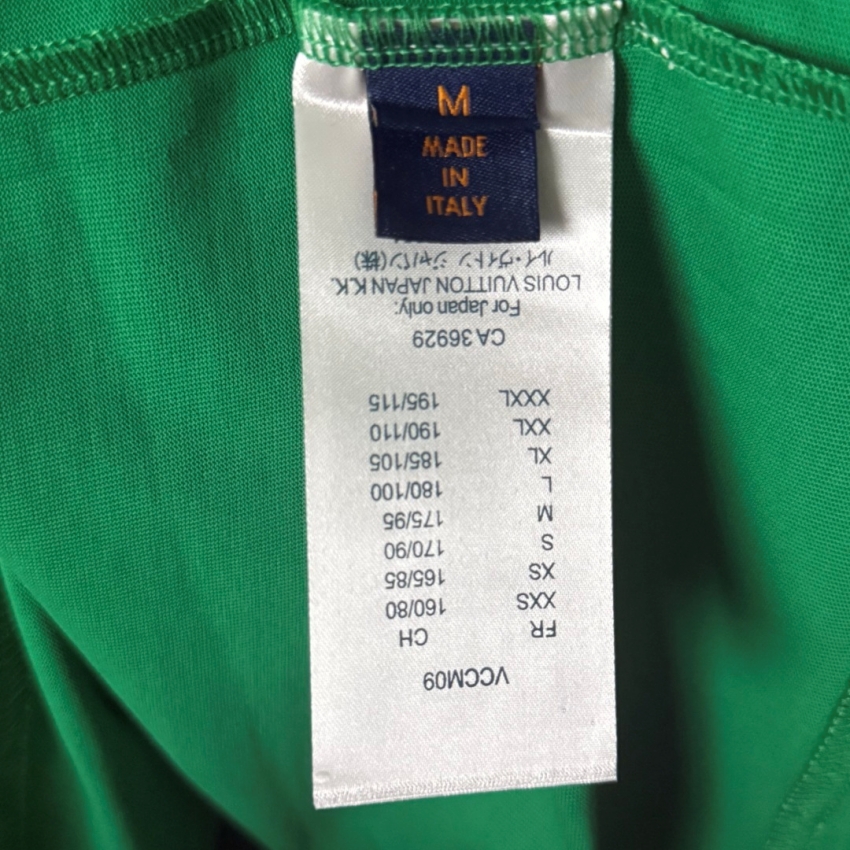 M
MADE
IN
ITALY
VCCM09
FR CH
XXS 160/80
XS 165/85
S 170/90
M 175/95
L 180/100
XL 185/105
XXL 190/110
XXXL 195/115
CA 36929
For Japan only:
LOUIS VUITTON JAPAN K.K.
ルイ・ヴィトン ジャパン(株)